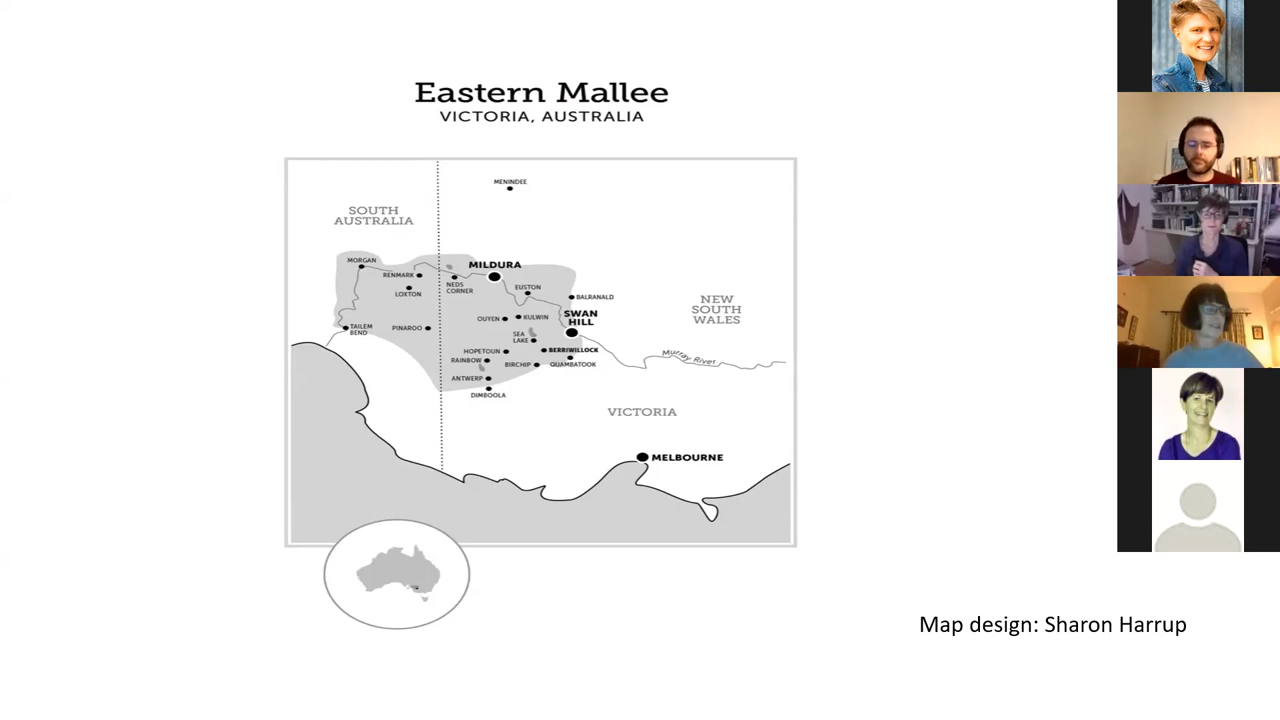 Eastern Mallee
VICTORIA, AUSTRALIA
MENINDEE
SOUTH
AUSTRALIA
MORGAN
RENMARK
LOXTON
NEDS
CORNER
MILDURA
EUSTON
BALRANALD
NEW
SOUTH
WALES
TAILEM
BEND
PINAROO
OUYEN
KULWIN
SWAN
HILL
SEA
LAKE
HOPETOUN
BERRIWILLOCK
RAINBOW
BIRCHIP
QUAMBATOOK
Murray River
ANTWERP
DIMBOOLA
VICTORIA
MELBOURNE
Map design: Sharon Harrup